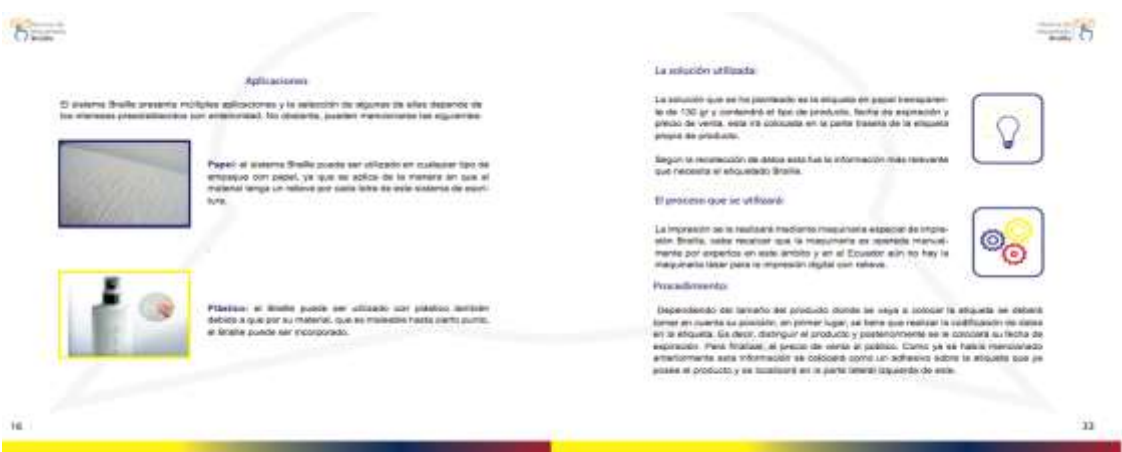 Aplicaciones:
El sistema Braille presenta múltiples aplicaciones y la selección de algunas de ellas depende de
los intereses preestablecidos con anterioridad. No obstante, pueden mencionarse las siguientes:
Papel: el sistema Braille puede ser utilizado en cualquier tipo de
empaque con papel, ya que se aplica de la manera en que el
material tenga un relieve por cada letra de este sistema de escri-
tura.
Plástico: el Braille puede ser utilizado con plástico también
debido a que por su material, que es moldeable hasta cierto punto,
el Braille puede ser incorporado.
16
Braille
La solución utilizada:
La solución que se ha planteado es la etiqueta en papel transparen-
te de 130 gr y contendrá el tipo de producto, fecha de expiración y
precio de venta, esta irá colocada en la parte trasera de la etiqueta
propia de producto.
Según la recolección de datos esta fue la información más relevante
que necesita el etiquetado Braille.
El proceso que se utilizará:
La impresión se la realizará mediante maquinaria especial de impre-
sión Braille, cabe recalcar que la maquinaria es operada manual-
mente por expertos en este ámbito y en el Ecuador aún no hay la
maquinaria láser para la impresión digital con relieve.
Procedimiento:
Dependiendo del tamaño del producto donde se vaya a colocar la etiqueta se deberá
tomar en cuenta su posición, en primer lugar, se tiene que realizar la codificación de datos
en la etiqueta. Es decir, distinguir el producto y posteriormente se le colocará su fecha de
expiración. Para finalizar, el precio de venta al público. Como ya se había mencionado
anteriormente esta información se colocará como un adhesivo sobre la etiqueta que ya
posee el producto y se localizará en la parte lateral izquierda de este.
33